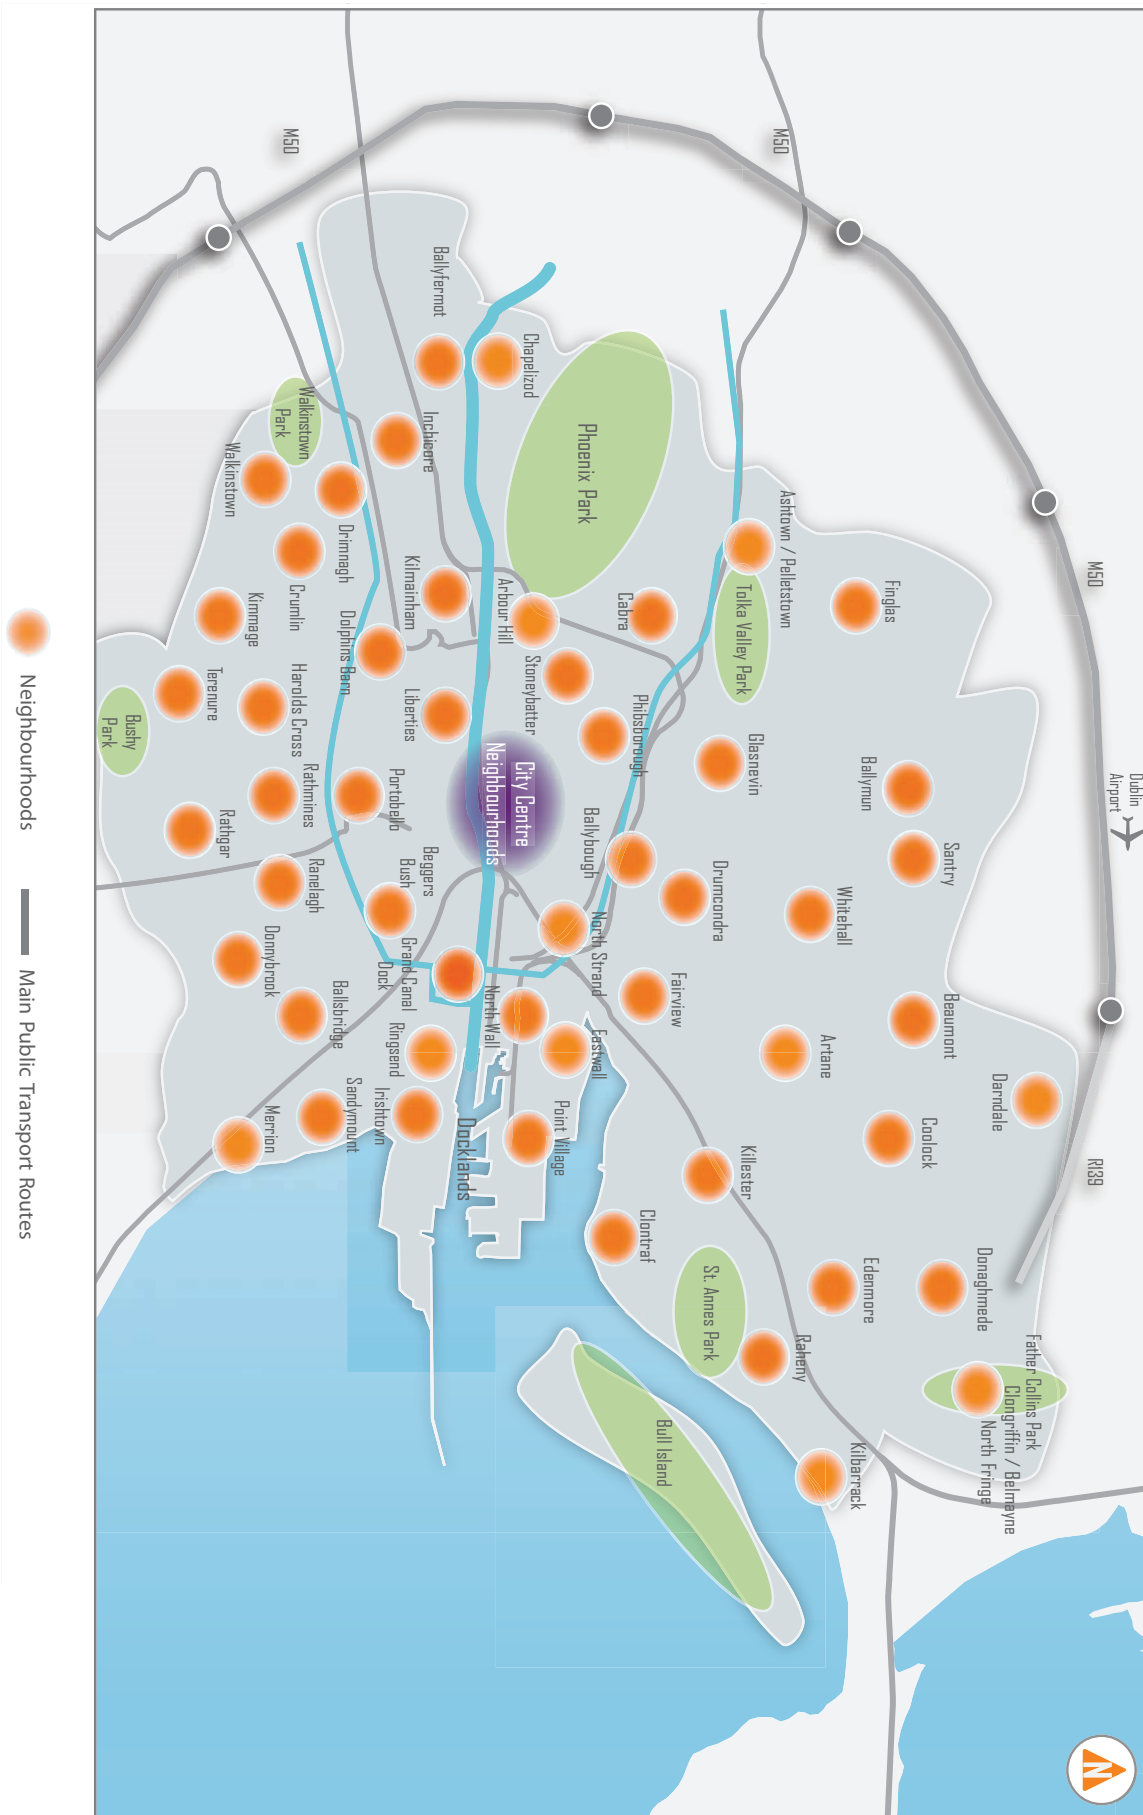 Dublin
Airport
M50
M50
M50
R139
Finglas
Ballymun
Santry
Beaumont
Darndale
Donaghmede
Father Collins Park
Clongriffin / Belmayne
North Fringe
Ashtown / Pelletstown
Tolka Valley Park
Glasnevin
Whitehall
Artane
Coolock
Edenmore
Kilbarrack
Raheny
Killester
Drumcondra
St. Annes Park
Cabra
Phibsborough
Fairview
Clontraf
Bull Island
Phoenix Park
Ballybough
North Strand
Eastwall
Point Village
Chapelizod
Arbour Hill
Stoneybatter
City Centre
Neighbourhoods
North Wall
Docklands
Ballyfermot
Inchicore
Kilmainham
Liberties
Portobello
Beggers
Bush
Grand Canal
Dock
Ringsend
Irishtown
Sandymount
Drimnagh
Dolphins Barn
Walkinstown
Park
Walkinstown
Crumlin
Harolds Cross
Rathmines
Ranelagh
Ballsbridge
Donnybrook
Merrion
Kimmage
Terenure
Rathgar
Bushy
Park
N
Neighbourhoods
Main Public Transport Routes